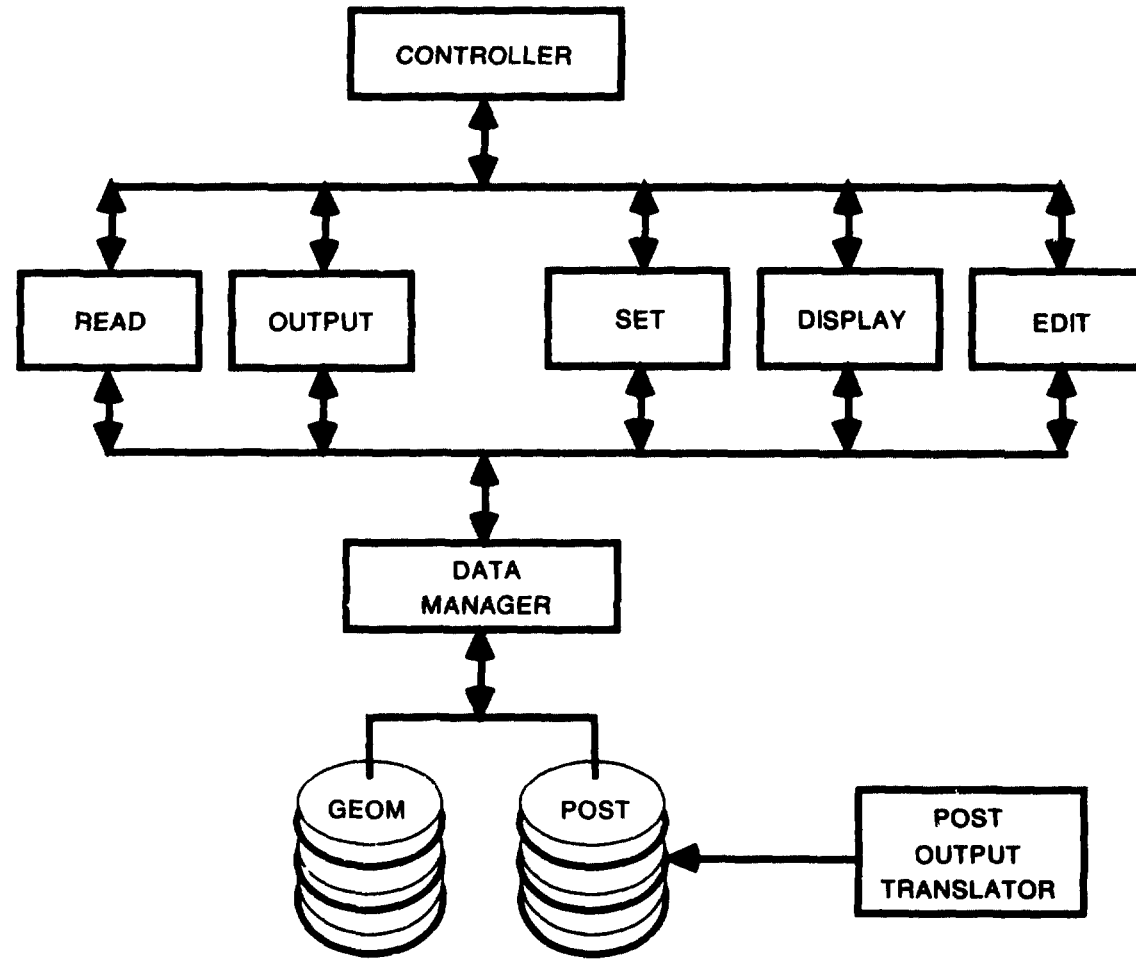 CONTROLLER
READ
OUTPUT
SET
DISPLAY
EDIT
DATA
MANAGER
GEOM
POST
POST
OUTPUT
TRANSLATOR